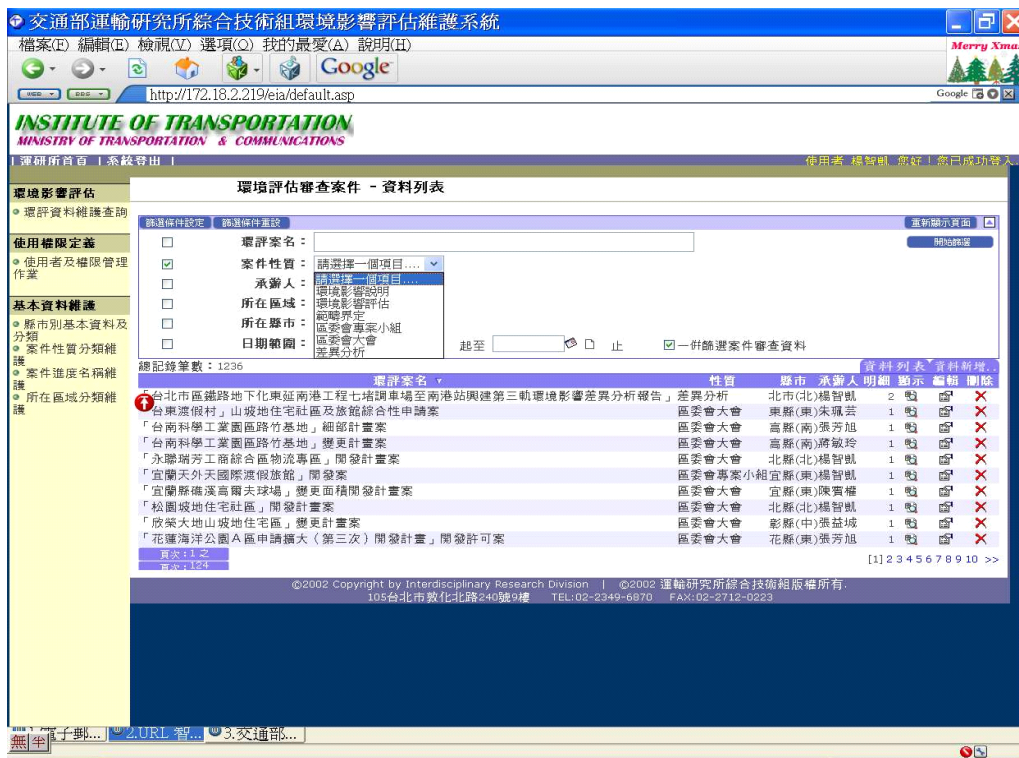 交通部運輸研究所綜合技術組環境影響評估維護系統
檔案(F) 編輯(E) 檢視(V) 選項(O) 我的最愛(A) 說明(H)
Merry Xma
Google
http://172.18.2.219/eia/default.asp
Google
INSTITUTE OF TRANSPORTATION
MINISTRY OF TRANSPORTATION & COMMUNICATIONS
| 運研所首頁 | 系統登出 |
使用者 楊智凱 您好！您已成功登入.
環境影響評估
環評資料維護查詢
使用權限定義
使用者及權限管理
作業
基本資料維護
縣市別基本資料及
分類
案件性質分類維
護
案件進度名稱維
護
所在區域分類維
護
環境評估審查案件 - 資料列表
篩選條件設定 篩選條件重設 重新顯示頁面
環評案名：
開始篩選
案件性質： 請選擇一個項目....
請選擇一個項目....
承辦人：
環境影響說明
環境影響評估
所在區域：
範疇界定
所在縣市：
區委會專案小組
區委會大會
日期範圍：
差異分析
起至 止 一併篩選案件審查資料
總記錄筆數：1236
資料列表 資料新增..
環評案名 性質 縣市 承辦人 明細 顯示 編輯 刪除
「台北市區鐵路地下化東延南港工程七堵調車場至南港站興建第三軌環境影響差異分析報告」 差異分析 北市(北) 楊智凱 2
台東渡假村」山坡地住宅社區及旅館綜合性申請案 區委會大會 東縣(東) 朱珮芸 1
「台南科學工業園區路竹基地」細部計畫案 區委會大會 高縣(南) 張芳旭 1
「台南科學工業園區路竹基地」變更計畫案 區委會大會 高縣(南) 蔣敏玲 1
「永聯瑞芳工商綜合區物流專區」開發計畫案 區委會大會 北縣(北) 楊智凱 1
「宜蘭天外天國際渡假旅館」開發案 區委會專案小組 宜縣(東) 楊智凱 1
「宜蘭縣礁溪高爾夫球場」變更面積開發計畫案 區委會大會 宜縣(東) 陳賓權 1
「松園坡地住宅社區」開發計畫案 區委會大會 北縣(北) 楊智凱 1
「欣榮大地山坡地住宅區」變更計畫案 區委會大會 彰縣(中) 張益城 1
「花蓮海洋公園Ａ區申請擴大（第三次）開發計畫」開發許可案 區委會大會 花縣(東) 張芳旭 1
頁次:1 之
頁次:124
[1] 2 3 4 5 6 7 8 9 10 >>
©2002 Copyright by Interdisciplinary Research Division | ©2002 運輸研究所綜合技術組版權所有.
105台北市敦化北路240號9樓 TEL:02-2349-6870 FAX:02-2712-0223
電子郵... 2.URL 智... 3.交通部...
無 半